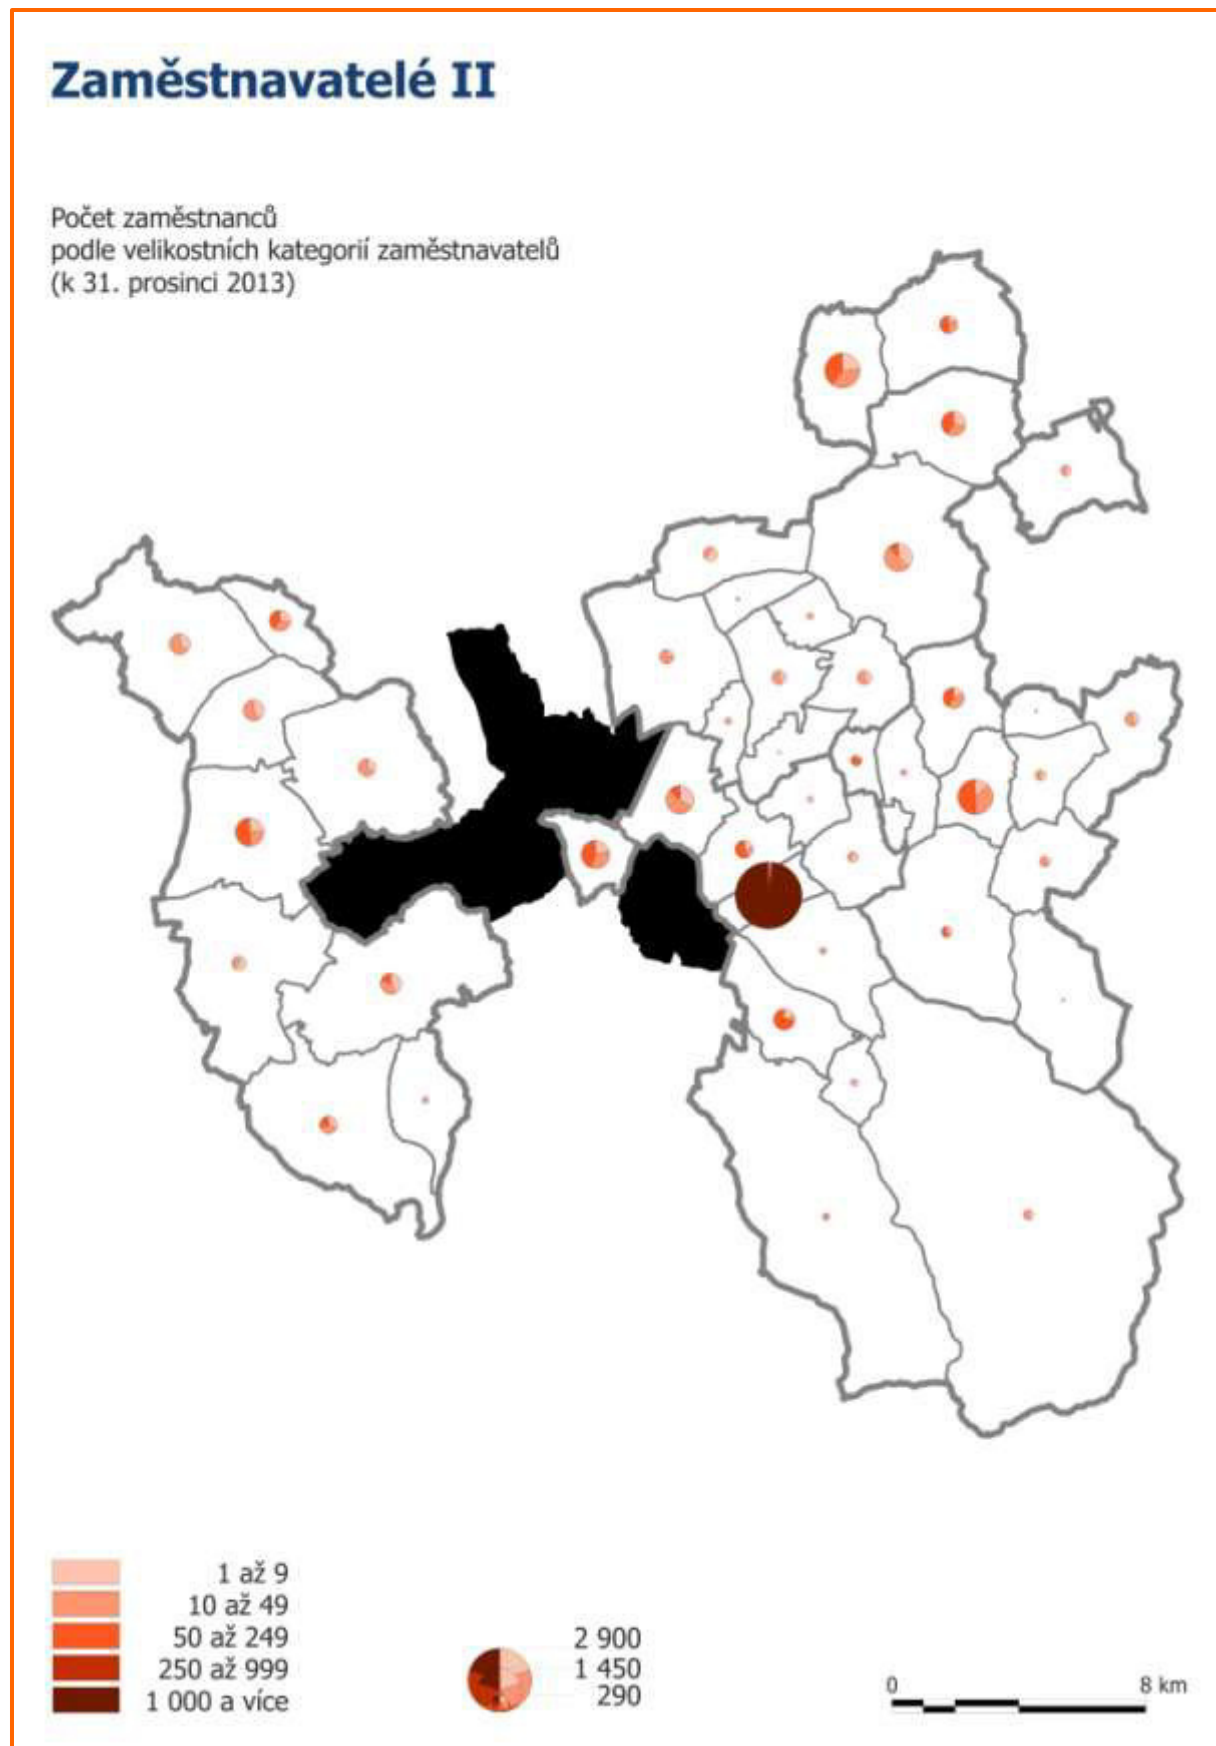 Zaměstnavatelé II
Počet zaměstnanců
podle velikostních kategorií zaměstnavatelů
(k 31. prosinci 2013)
1 až 9
10 až 49
50 až 249
250 až 999
1 000 a více
2 900
1 450
290
0 8 km